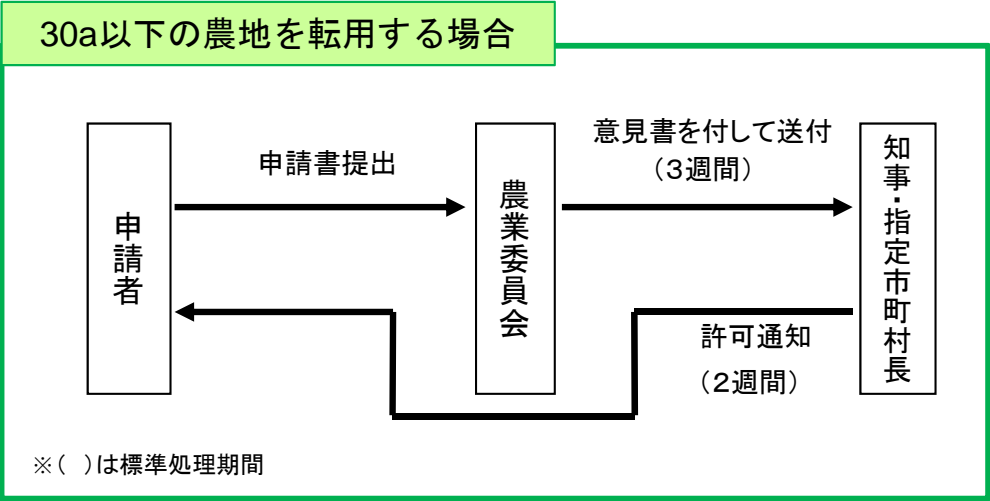 30a以下の農地を転用する場合
申請者
申請書提出
農業委員会
意見書を付して送付
（３週間）
知事・指定市町村長
許可通知
（２週間）
※（　）は標準処理期間